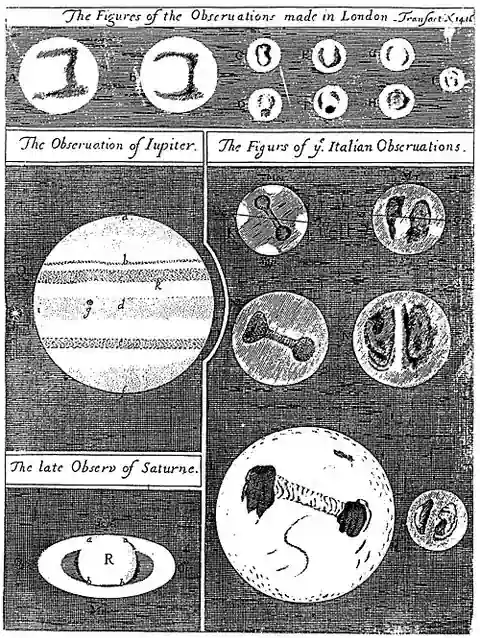 The Figures of the Observations made in London
A B
The Observation of Iupiter.
The Figurs of yᵉ. Italian Observations.
a
b
k
g d
The late Observ of Saturne.
a a
R
b b